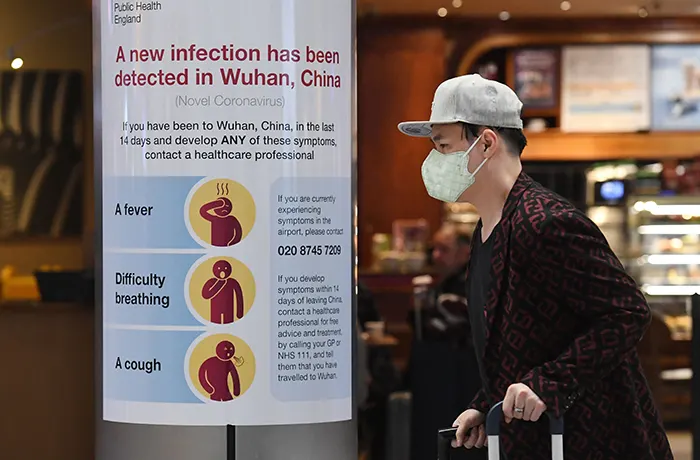 Public Health
England
A new infection has been
detected in Wuhan, China
(Novel Coronavirus)
If you have been to Wuhan, China, in the last
14 days and develop ANY of these symptoms,
contact a healthcare professional
A fever
Difficulty
breathing
A cough
If you are currently
experiencing
symptoms in the
airport, please contact
020 8745 7209
If you develop
symptoms within 14
days of leaving China,
contact a healthcare
professional for free
advice and treatment,
by calling your GP or
NHS 111, and tell
them that you have
travelled to Wuhan.